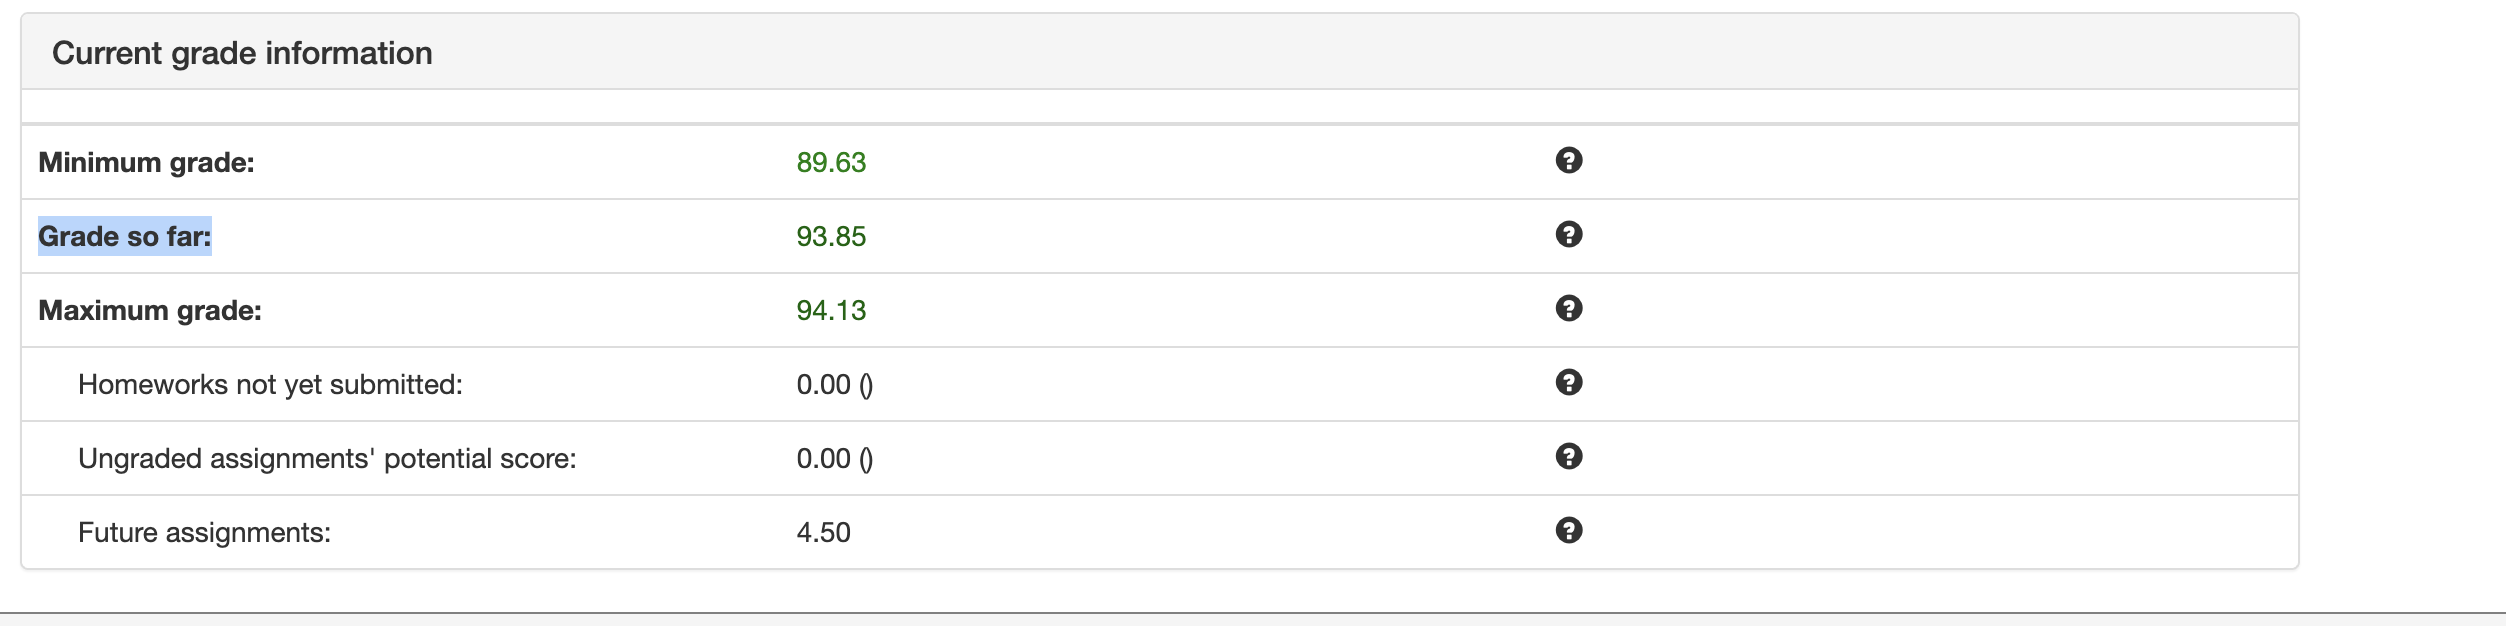 Current grade information
Minimum grade: 89.63 ?
Grade so far: 93.85 ?
Maximum grade: 94.13 ?
Homeworks not yet submitted: 0.00 () ?
Ungraded assignments' potential score: 0.00 () ?
Future assignments: 4.50 ?